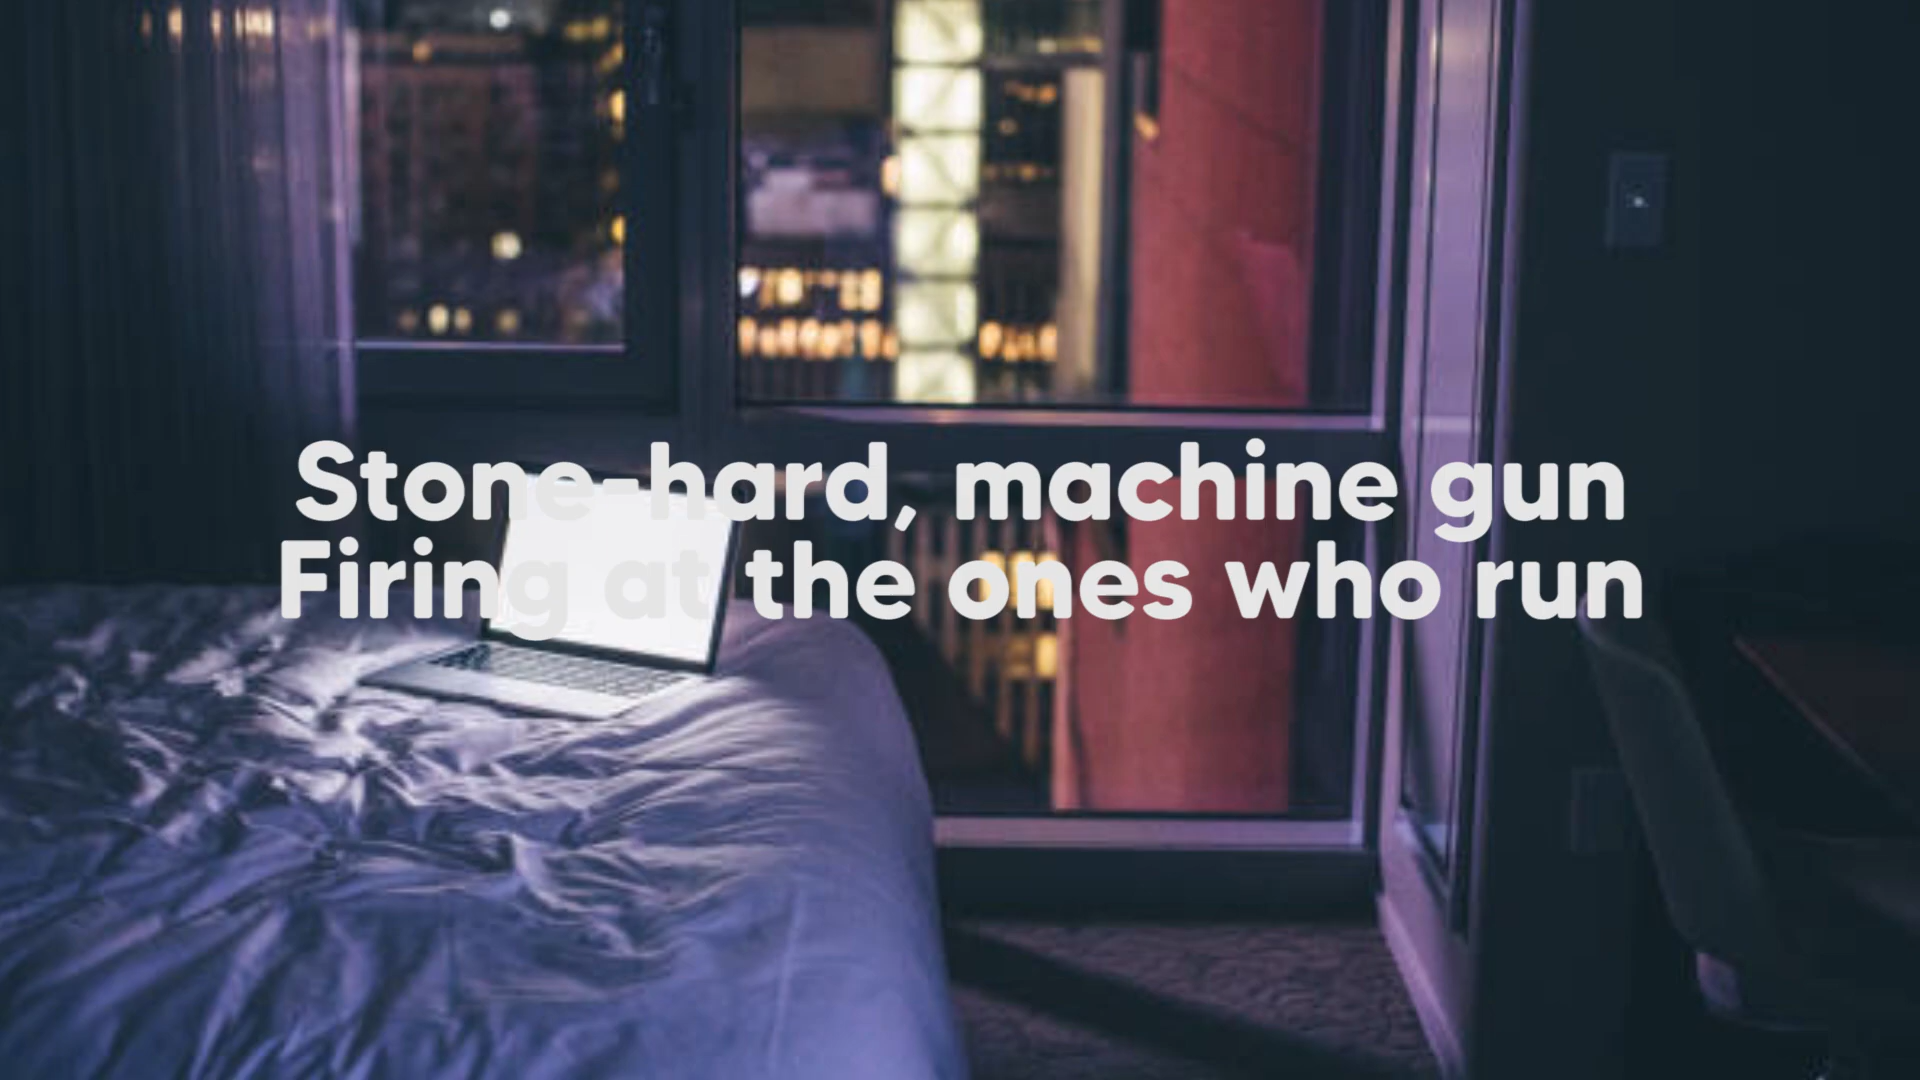 Stone-hard, machine gun
Firing at the ones who run